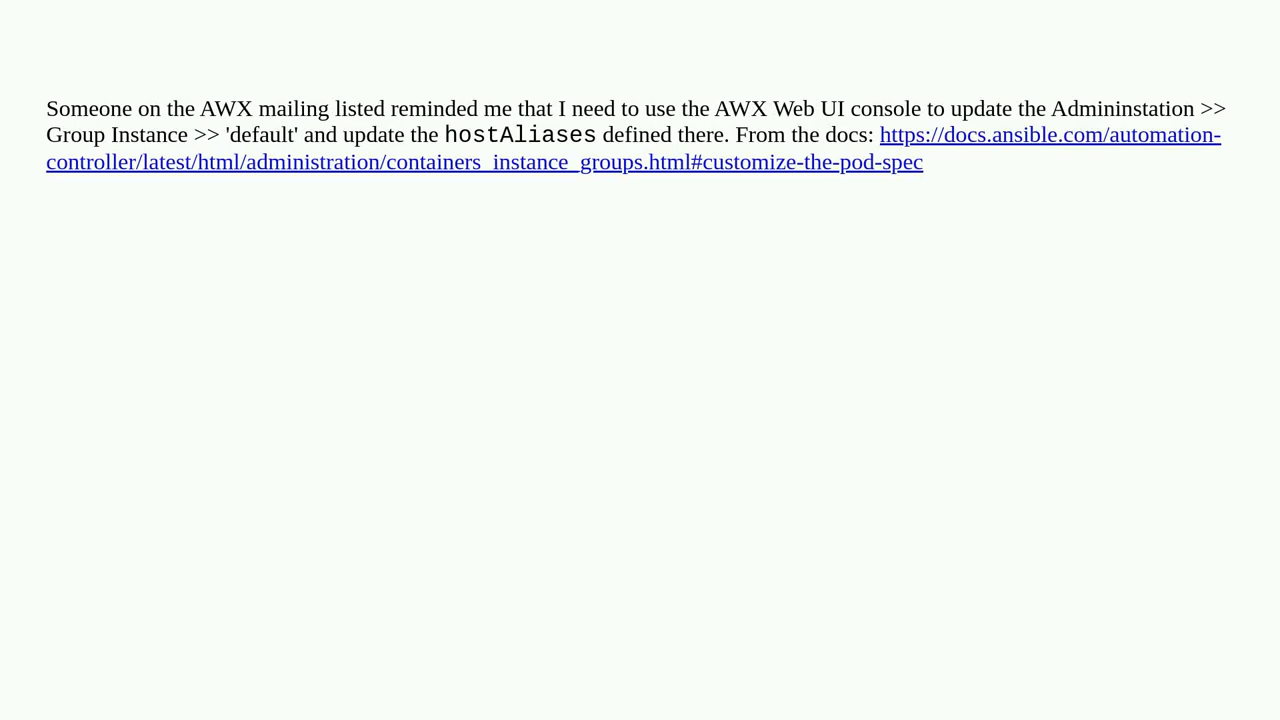 Someone on the AWX mailing listed reminded me that I need to use the AWX Web UI console to update the Admininstation >>
Group Instance >> 'default' and update the hostAliases defined there. From the docs: https://docs.ansible.com/automation-
controller/latest/html/administration/containers_instance_groups.html#customize-the-pod-spec